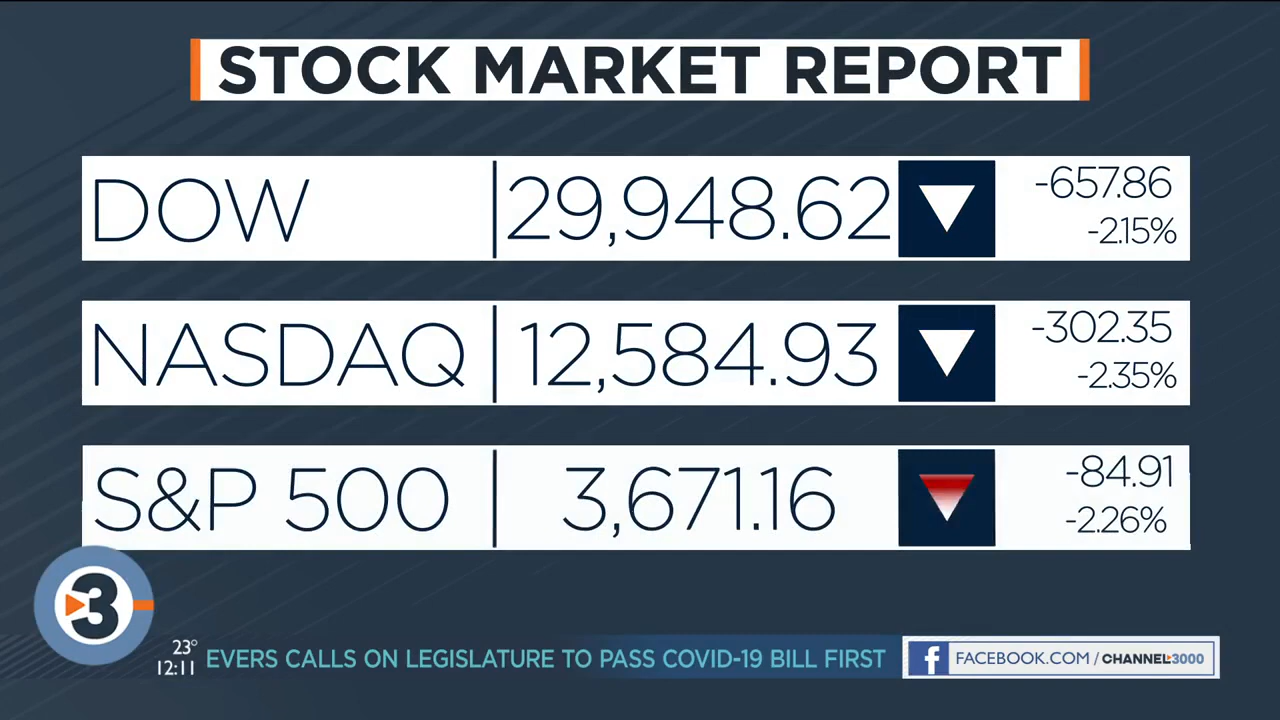 STOCK MARKET REPORT
DOW 29,948.62 -657.86
-2.15%
NASDAQ 12,584.93 -302.35
-2.35%
S&P 500 3,671.16 -84.91
-2.26%
3
23°
12:11
EVERS CALLS ON LEGISLATURE TO PASS COVID-19 BILL FIRST
f FACEBOOK.COM / CHANNEL3000